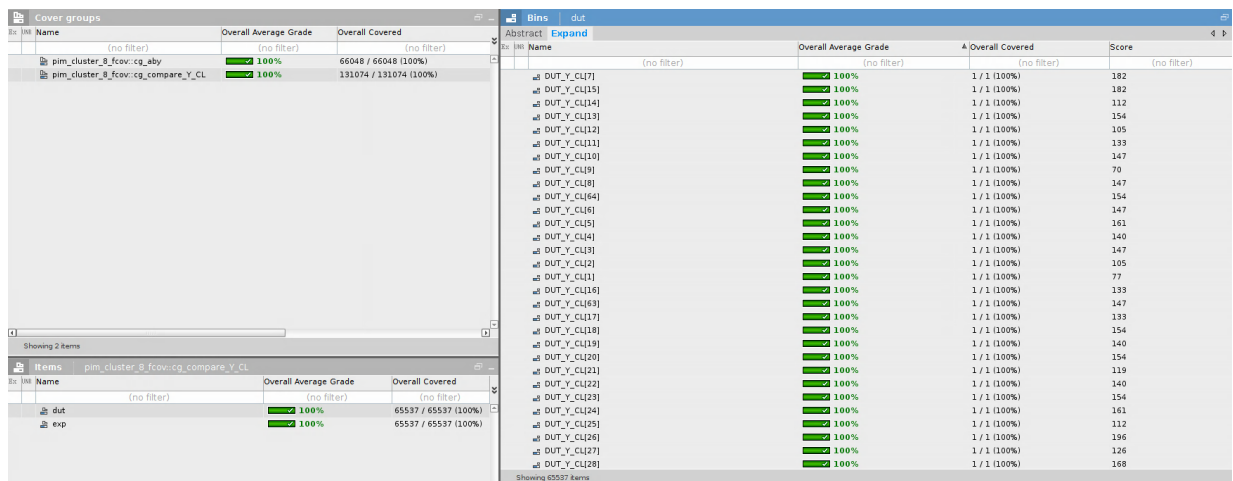 Cover groups
Ex UNR Name Overall Average Grade Overall Covered
(no filter) (no filter) (no filter)
pim_cluster_8_fcov::cg_aby 100% 66048 / 66048 (100%)
pim_cluster_8_fcov::cg_compare_Y_CL 100% 131074 / 131074 (100%)
Showing 2 items
Items pim_cluster_8_fcov::cg_compare_Y_CL
Ex UNR Name Overall Average Grade Overall Covered
(no filter) (no filter) (no filter)
dut 100% 65537 / 65537 (100%)
exp 100% 65537 / 65537 (100%)
Bins dut
Abstract Expand
Ex UNR Name Overall Average Grade Overall Covered Score
(no filter) (no filter) (no filter) (no filter)
DUT_Y_CL[7] 100% 1 / 1 (100%) 182
DUT_Y_CL[15] 100% 1 / 1 (100%) 182
DUT_Y_CL[14] 100% 1 / 1 (100%) 112
DUT_Y_CL[13] 100% 1 / 1 (100%) 154
DUT_Y_CL[12] 100% 1 / 1 (100%) 105
DUT_Y_CL[11] 100% 1 / 1 (100%) 133
DUT_Y_CL[10] 100% 1 / 1 (100%) 147
DUT_Y_CL[9] 100% 1 / 1 (100%) 70
DUT_Y_CL[8] 100% 1 / 1 (100%) 147
DUT_Y_CL[64] 100% 1 / 1 (100%) 154
DUT_Y_CL[6] 100% 1 / 1 (100%) 147
DUT_Y_CL[5] 100% 1 / 1 (100%) 161
DUT_Y_CL[4] 100% 1 / 1 (100%) 140
DUT_Y_CL[3] 100% 1 / 1 (100%) 147
DUT_Y_CL[2] 100% 1 / 1 (100%) 105
DUT_Y_CL[1] 100% 1 / 1 (100%) 77
DUT_Y_CL[16] 100% 1 / 1 (100%) 133
DUT_Y_CL[63] 100% 1 / 1 (100%) 147
DUT_Y_CL[17] 100% 1 / 1 (100%) 133
DUT_Y_CL[18] 100% 1 / 1 (100%) 154
DUT_Y_CL[19] 100% 1 / 1 (100%) 140
DUT_Y_CL[20] 100% 1 / 1 (100%) 154
DUT_Y_CL[21] 100% 1 / 1 (100%) 119
DUT_Y_CL[22] 100% 1 / 1 (100%) 140
DUT_Y_CL[23] 100% 1 / 1 (100%) 154
DUT_Y_CL[24] 100% 1 / 1 (100%) 161
DUT_Y_CL[25] 100% 1 / 1 (100%) 112
DUT_Y_CL[26] 100% 1 / 1 (100%) 196
DUT_Y_CL[27] 100% 1 / 1 (100%) 126
DUT_Y_CL[28] 100% 1 / 1 (100%) 168
Showing 65537 items